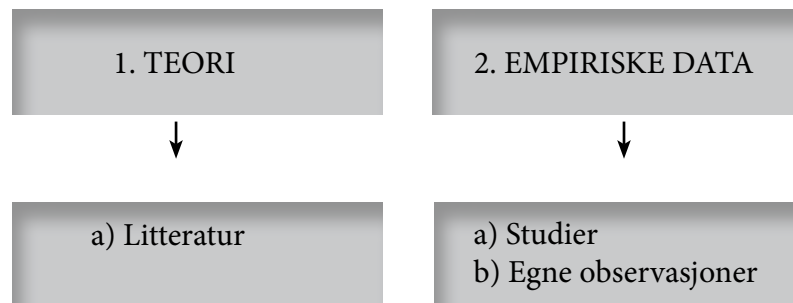 1. TEORI
2. EMPIRISKE DATA
a) Litteratur
a) Studier
b) Egne observasjoner